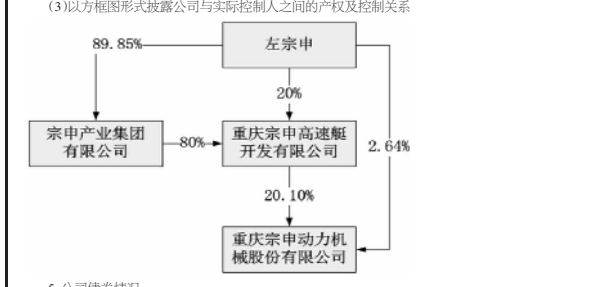 (3)以方框图形式披露公司与实际控制人之间的产权及控制关系
89.85%
左宗申
20%
宗申产业集团
有限公司
80%
重庆宗申高速艇
开发有限公司
2.64%
20.10%
重庆宗申动力机
械股份有限公司